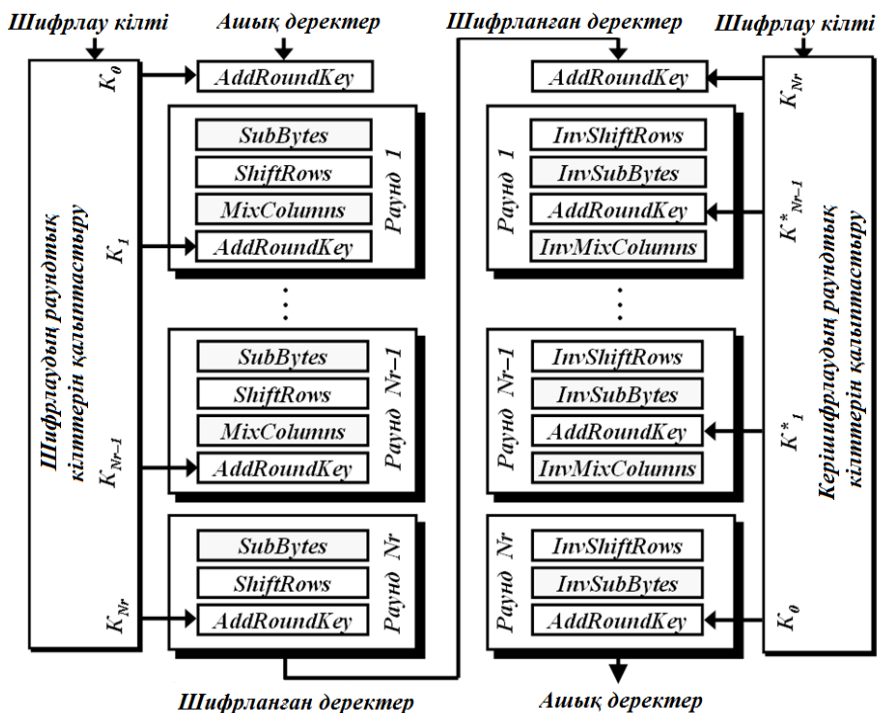 Шифрлау кілті
Ашық деректер
Шифрланған деректер
Шифрлау кілті
Шифрлаудың раундтық
кілттерін қалыптастыру
K0
K1
KNr–1
KNr
AddRoundKey
SubBytes
ShiftRows
MixColumns
AddRoundKey
Раунд 1
⋮
SubBytes
ShiftRows
MixColumns
AddRoundKey
Раунд Nr–1
⋮
SubBytes
ShiftRows
AddRoundKey
Раунд Nr
Шифрланған деректер
AddRoundKey
Раунд 1
InvShiftRows
InvSubBytes
AddRoundKey
InvMixColumns
Раунд Nr–1
InvShiftRows
InvSubBytes
AddRoundKey
InvMixColumns
Раунд Nr
InvShiftRows
InvSubBytes
AddRoundKey
Ашық деректер
KNr
K*Nr–1
K*1
K0
Керішифрлаудың раундтық
кілттерін қалыптастыру